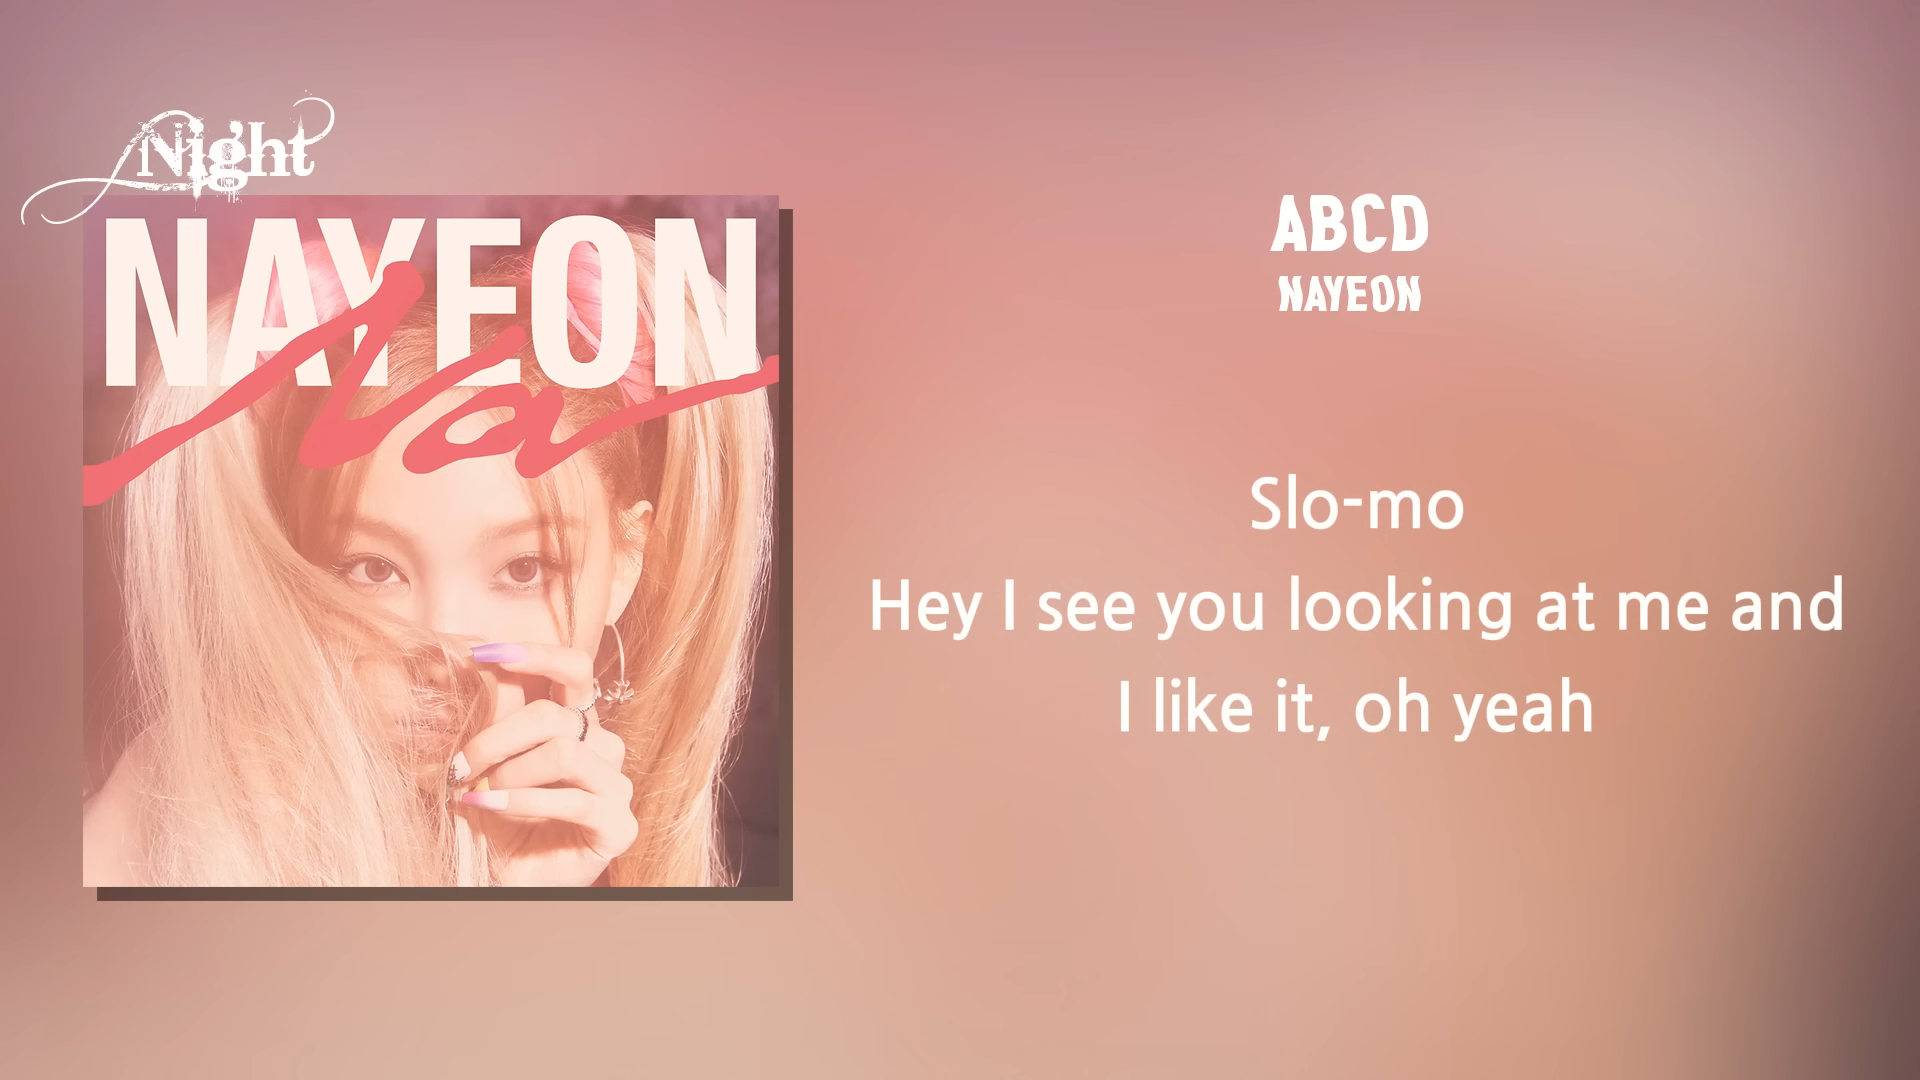 Night
NAYEON
Na
ABCD
NAYEON
Slo-mo
Hey I see you looking at me and
I like it, oh yeah